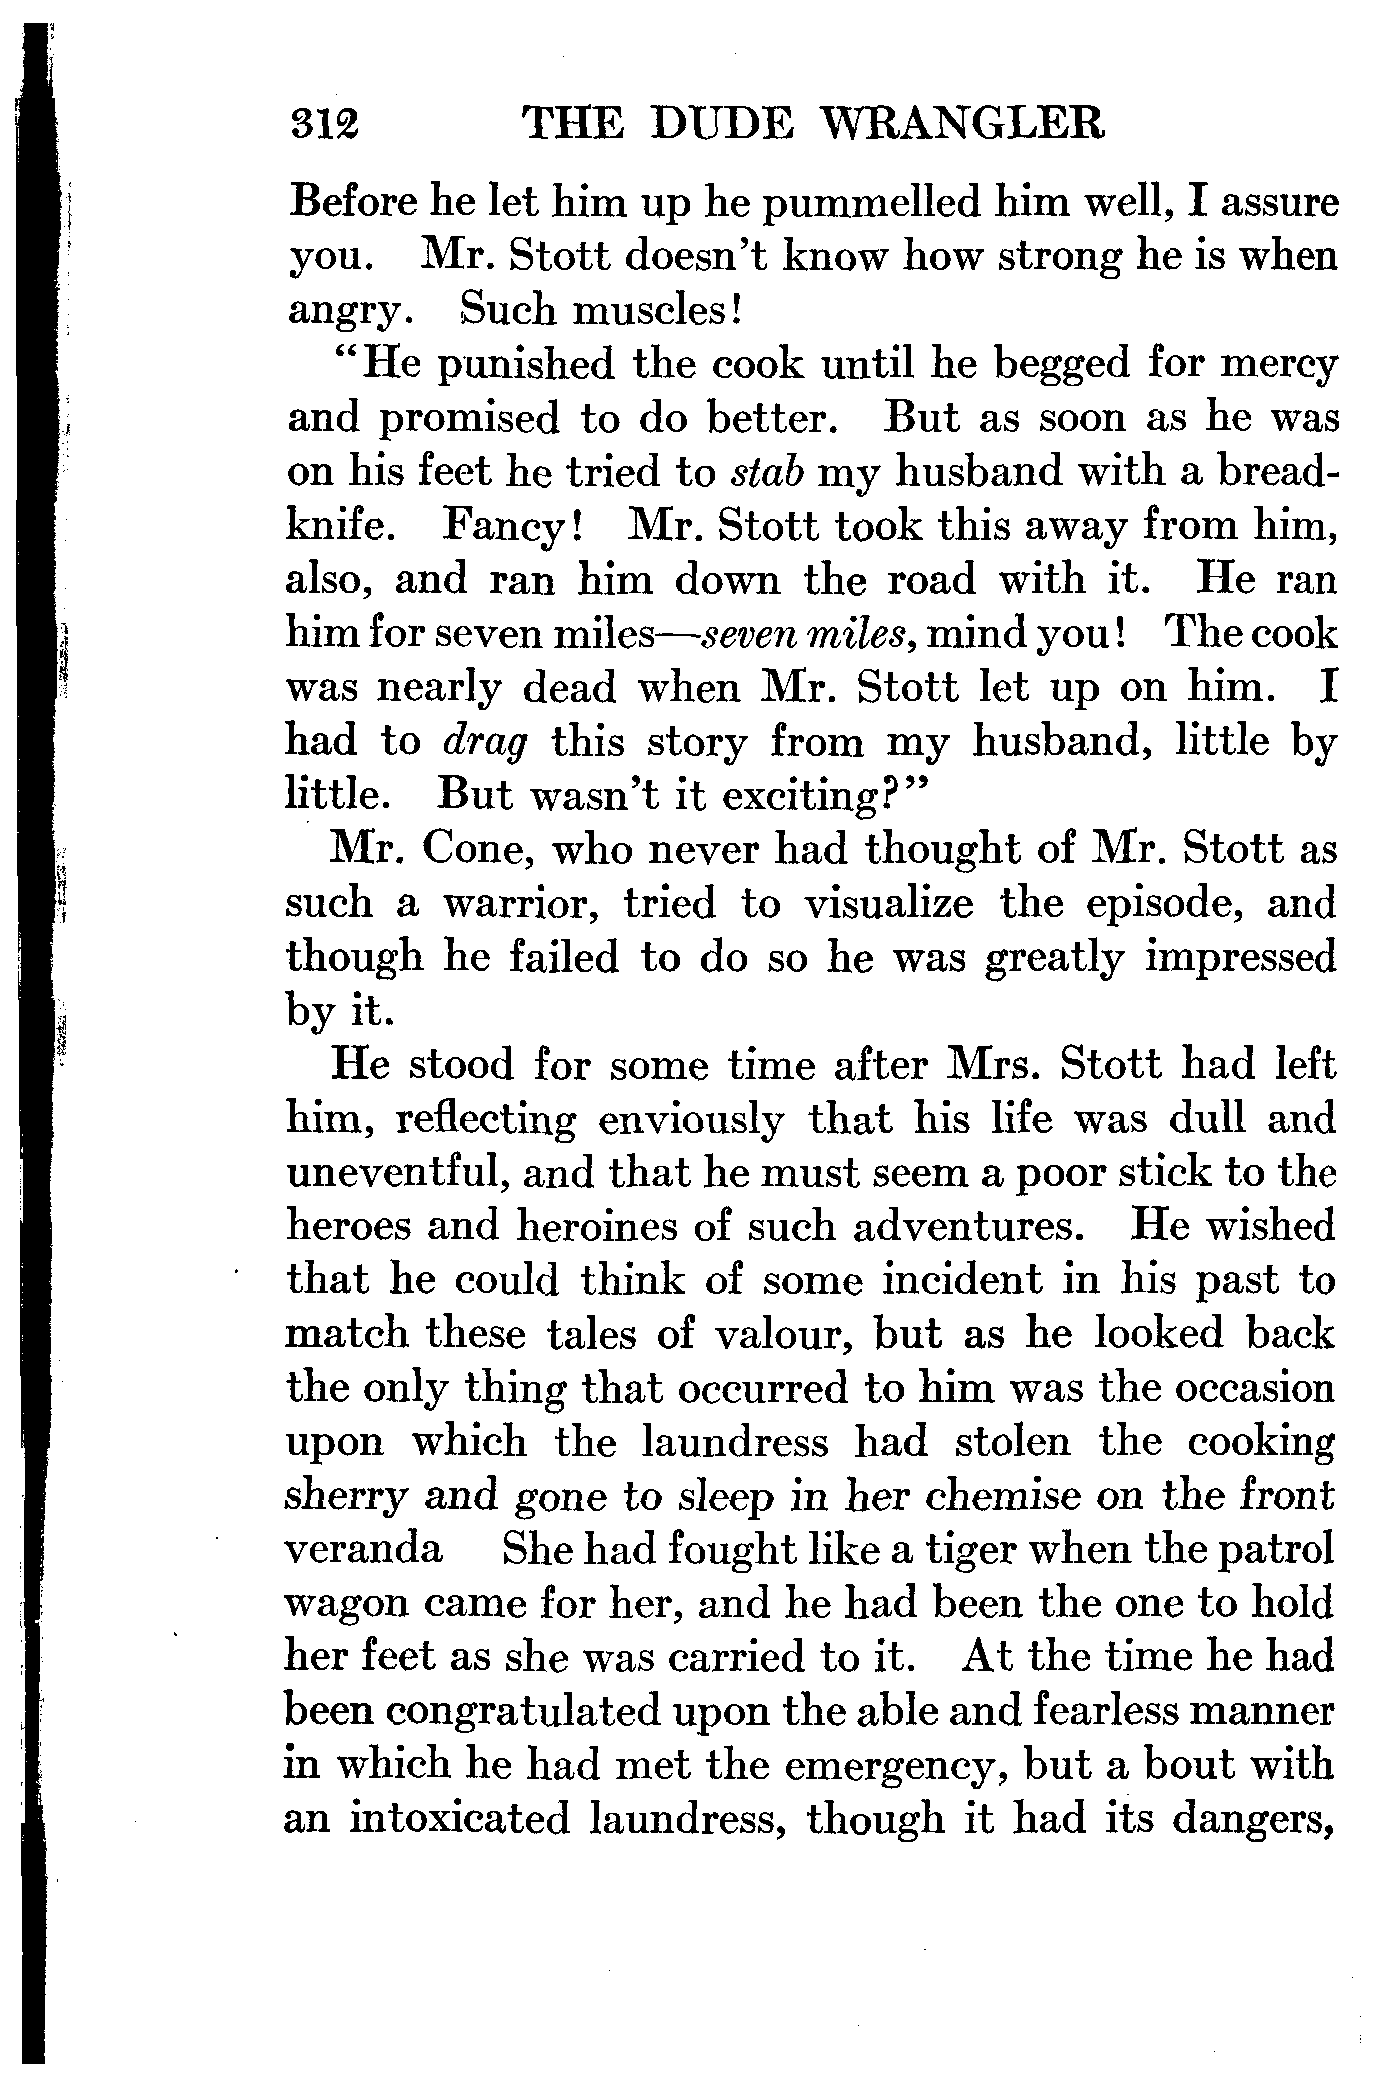 312 THE DUDE WRANGLER
Before he let him up he pummelled him well, I assure
you. Mr. Stott doesn't know how strong he is when
angry. Such muscles!
"He punished the cook until he begged for mercy
and promised to do better. But as soon as he was
on his feet he tried to stab my husband with a bread-
knife. Fancy! Mr. Stott took this away from him,
also, and ran him down the road with it. He ran
him for seven miles—seven miles, mind you! The cook
was nearly dead when Mr. Stott let up on him. I
had to drag this story from my husband, little by
little. But wasn't it exciting?"
Mr. Cone, who never had thought of Mr. Stott as
such a warrior, tried to visualize the episode, and
though he failed to do so he was greatly impressed
by it.
He stood for some time after Mrs. Stott had left
him, reflecting enviously that his life was dull and
uneventful, and that he must seem a poor stick to the
heroes and heroines of such adventures. He wished
that he could think of some incident in his past to
match these tales of valour, but as he looked back
the only thing that occurred to him was the occasion
upon which the laundress had stolen the cooking
sherry and gone to sleep in her chemise on the front
veranda She had fought like a tiger when the patrol
wagon came for her, and he had been the one to hold
her feet as she was carried to it. At the time he had
been congratulated upon the able and fearless manner
in which he had met the emergency, but a bout with
an intoxicated laundress, though it had its dangers,